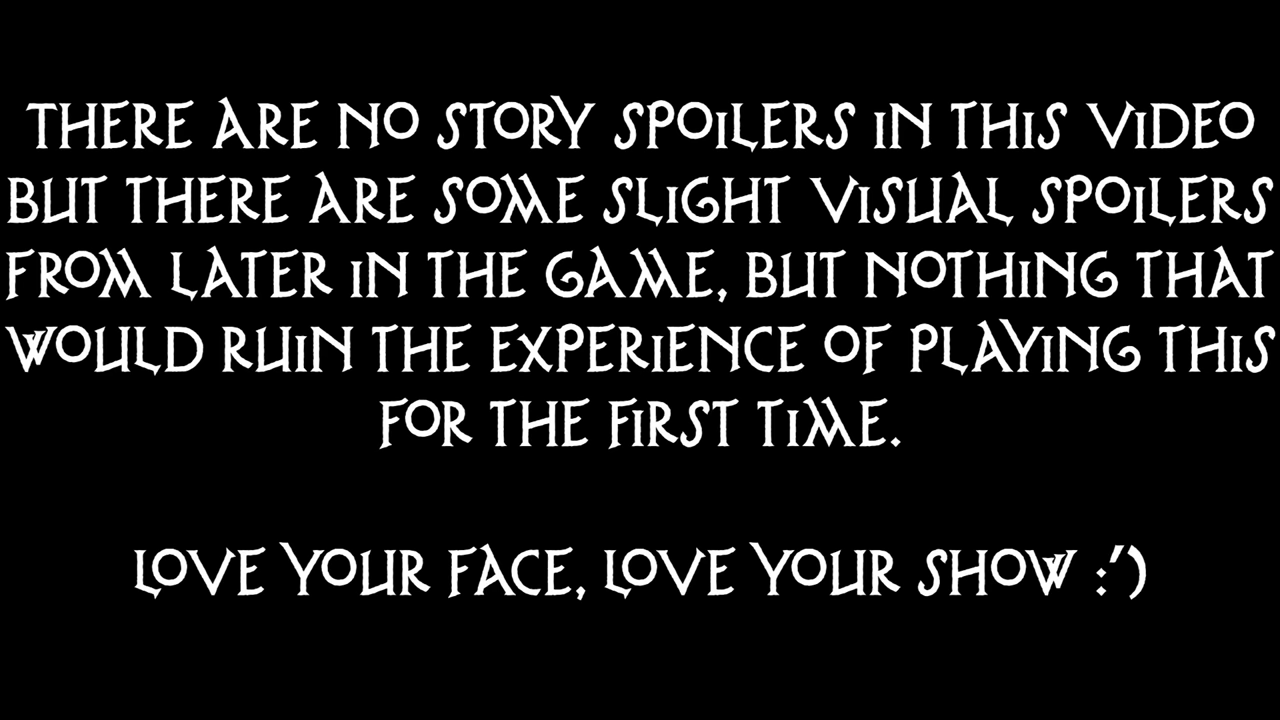 THERE ARE NO STORY SPOILERS IN THIS VIDEO
BUT THERE ARE SOME SLIGHT VISUAL SPOILERS
FROM LATER IN THE GAME, BUT NOTHING THAT
WOULD RUIN THE EXPERIENCE OF PLAYING THIS
FOR THE FIRST TIME.
LOVE YOUR FACE, LOVE YOUR SHOW :')